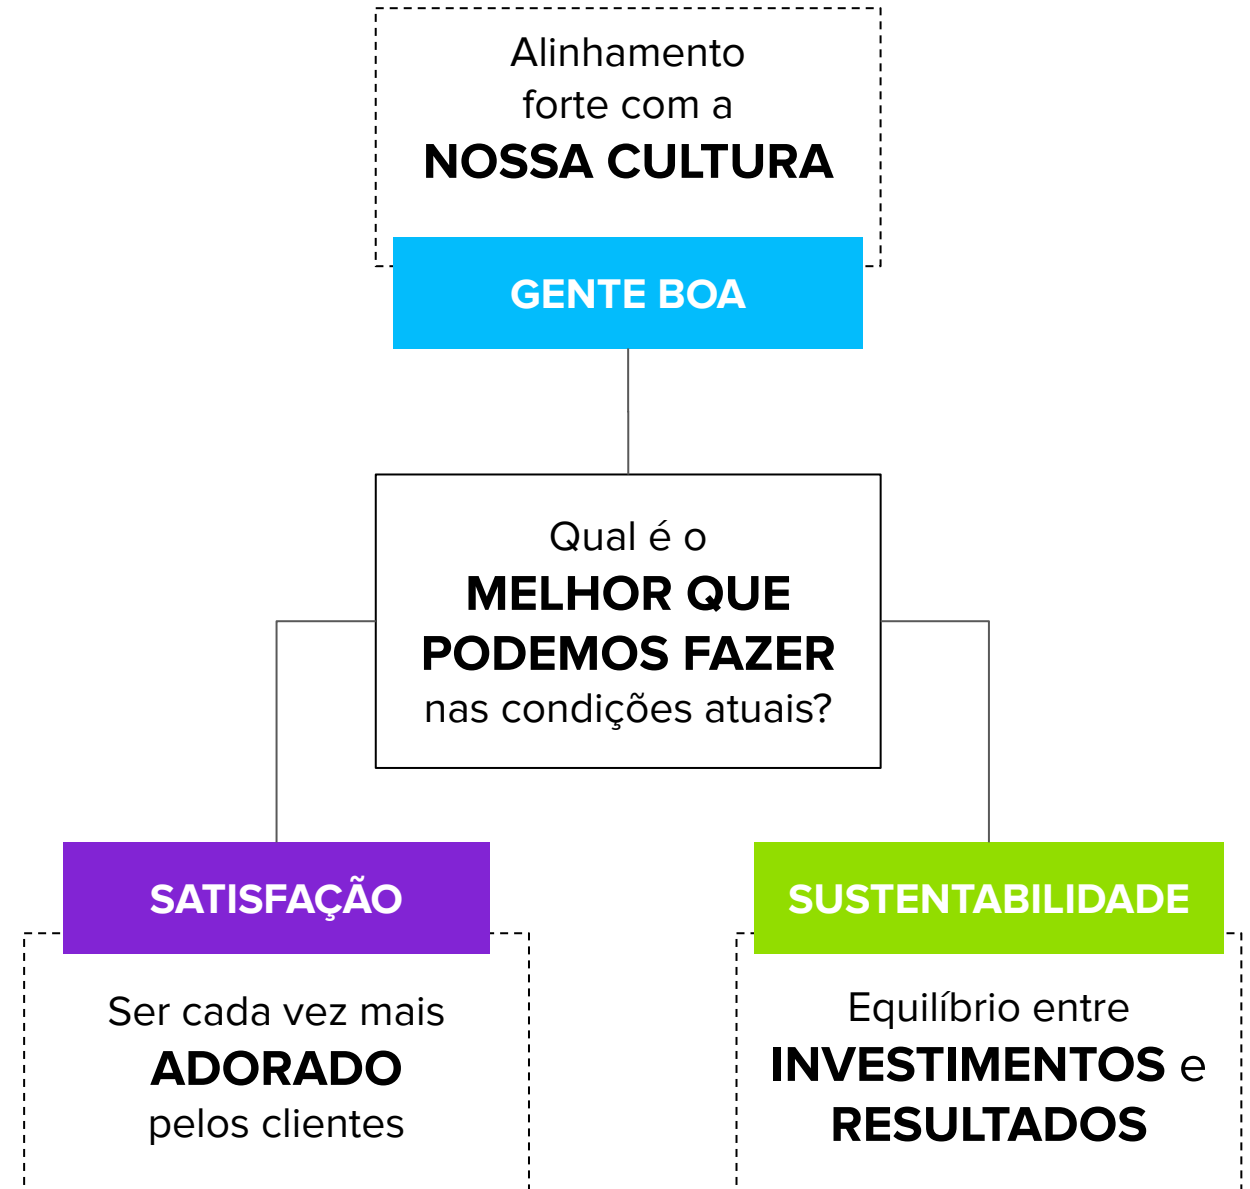 Alinhamento
forte com a
NOSSA CULTURA
GENTE BOA
Qual é o
MELHOR QUE
PODEMOS FAZER
nas condições atuais?
SATISFAÇÃO
Ser cada vez mais
ADORADO
pelos clientes
SUSTENTABILIDADE
Equilíbrio entre
INVESTIMENTOS e
RESULTADOS